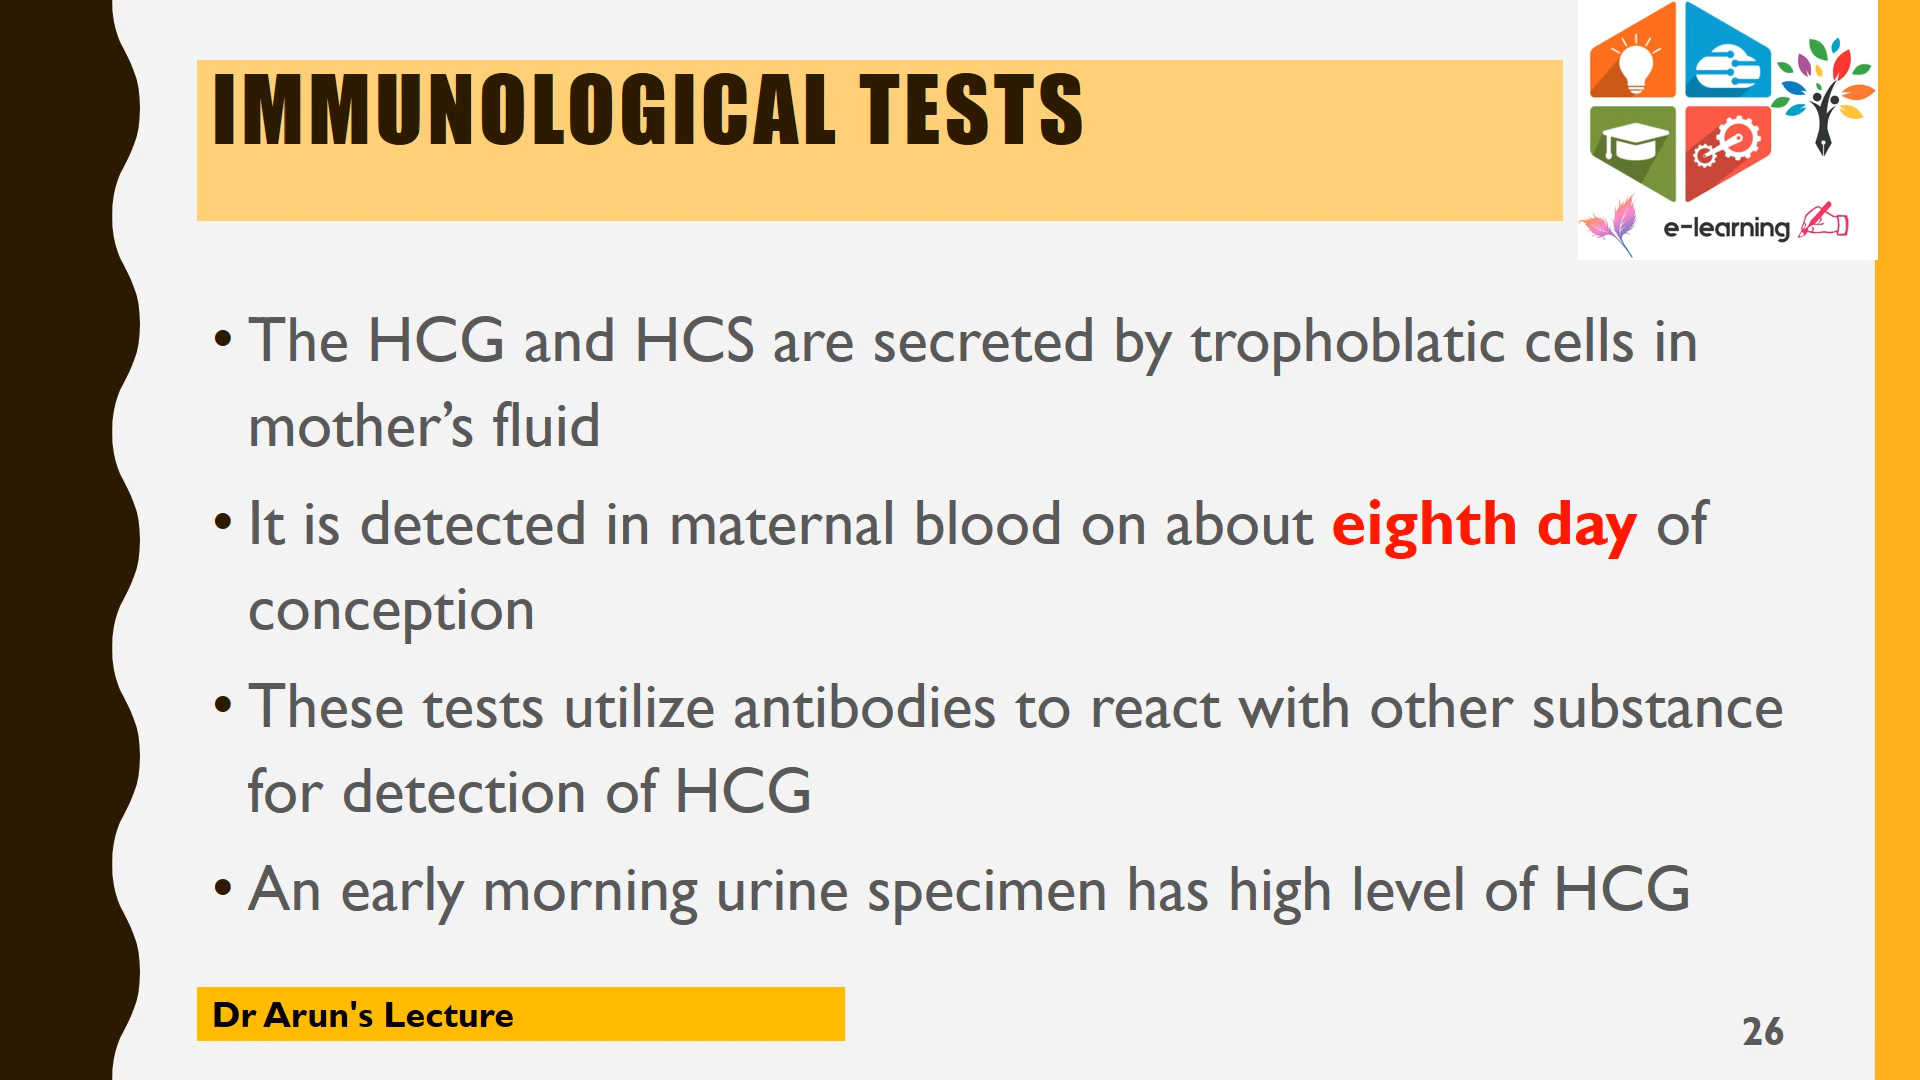 IMMUNOLOGICAL TESTS
e-learning
• The HCG and HCS are secreted by trophoblatic cells in
mother’s fluid
• It is detected in maternal blood on about eighth day of
conception
• These tests utilize antibodies to react with other substance
for detection of HCG
• An early morning urine specimen has high level of HCG
Dr Arun's Lecture
26